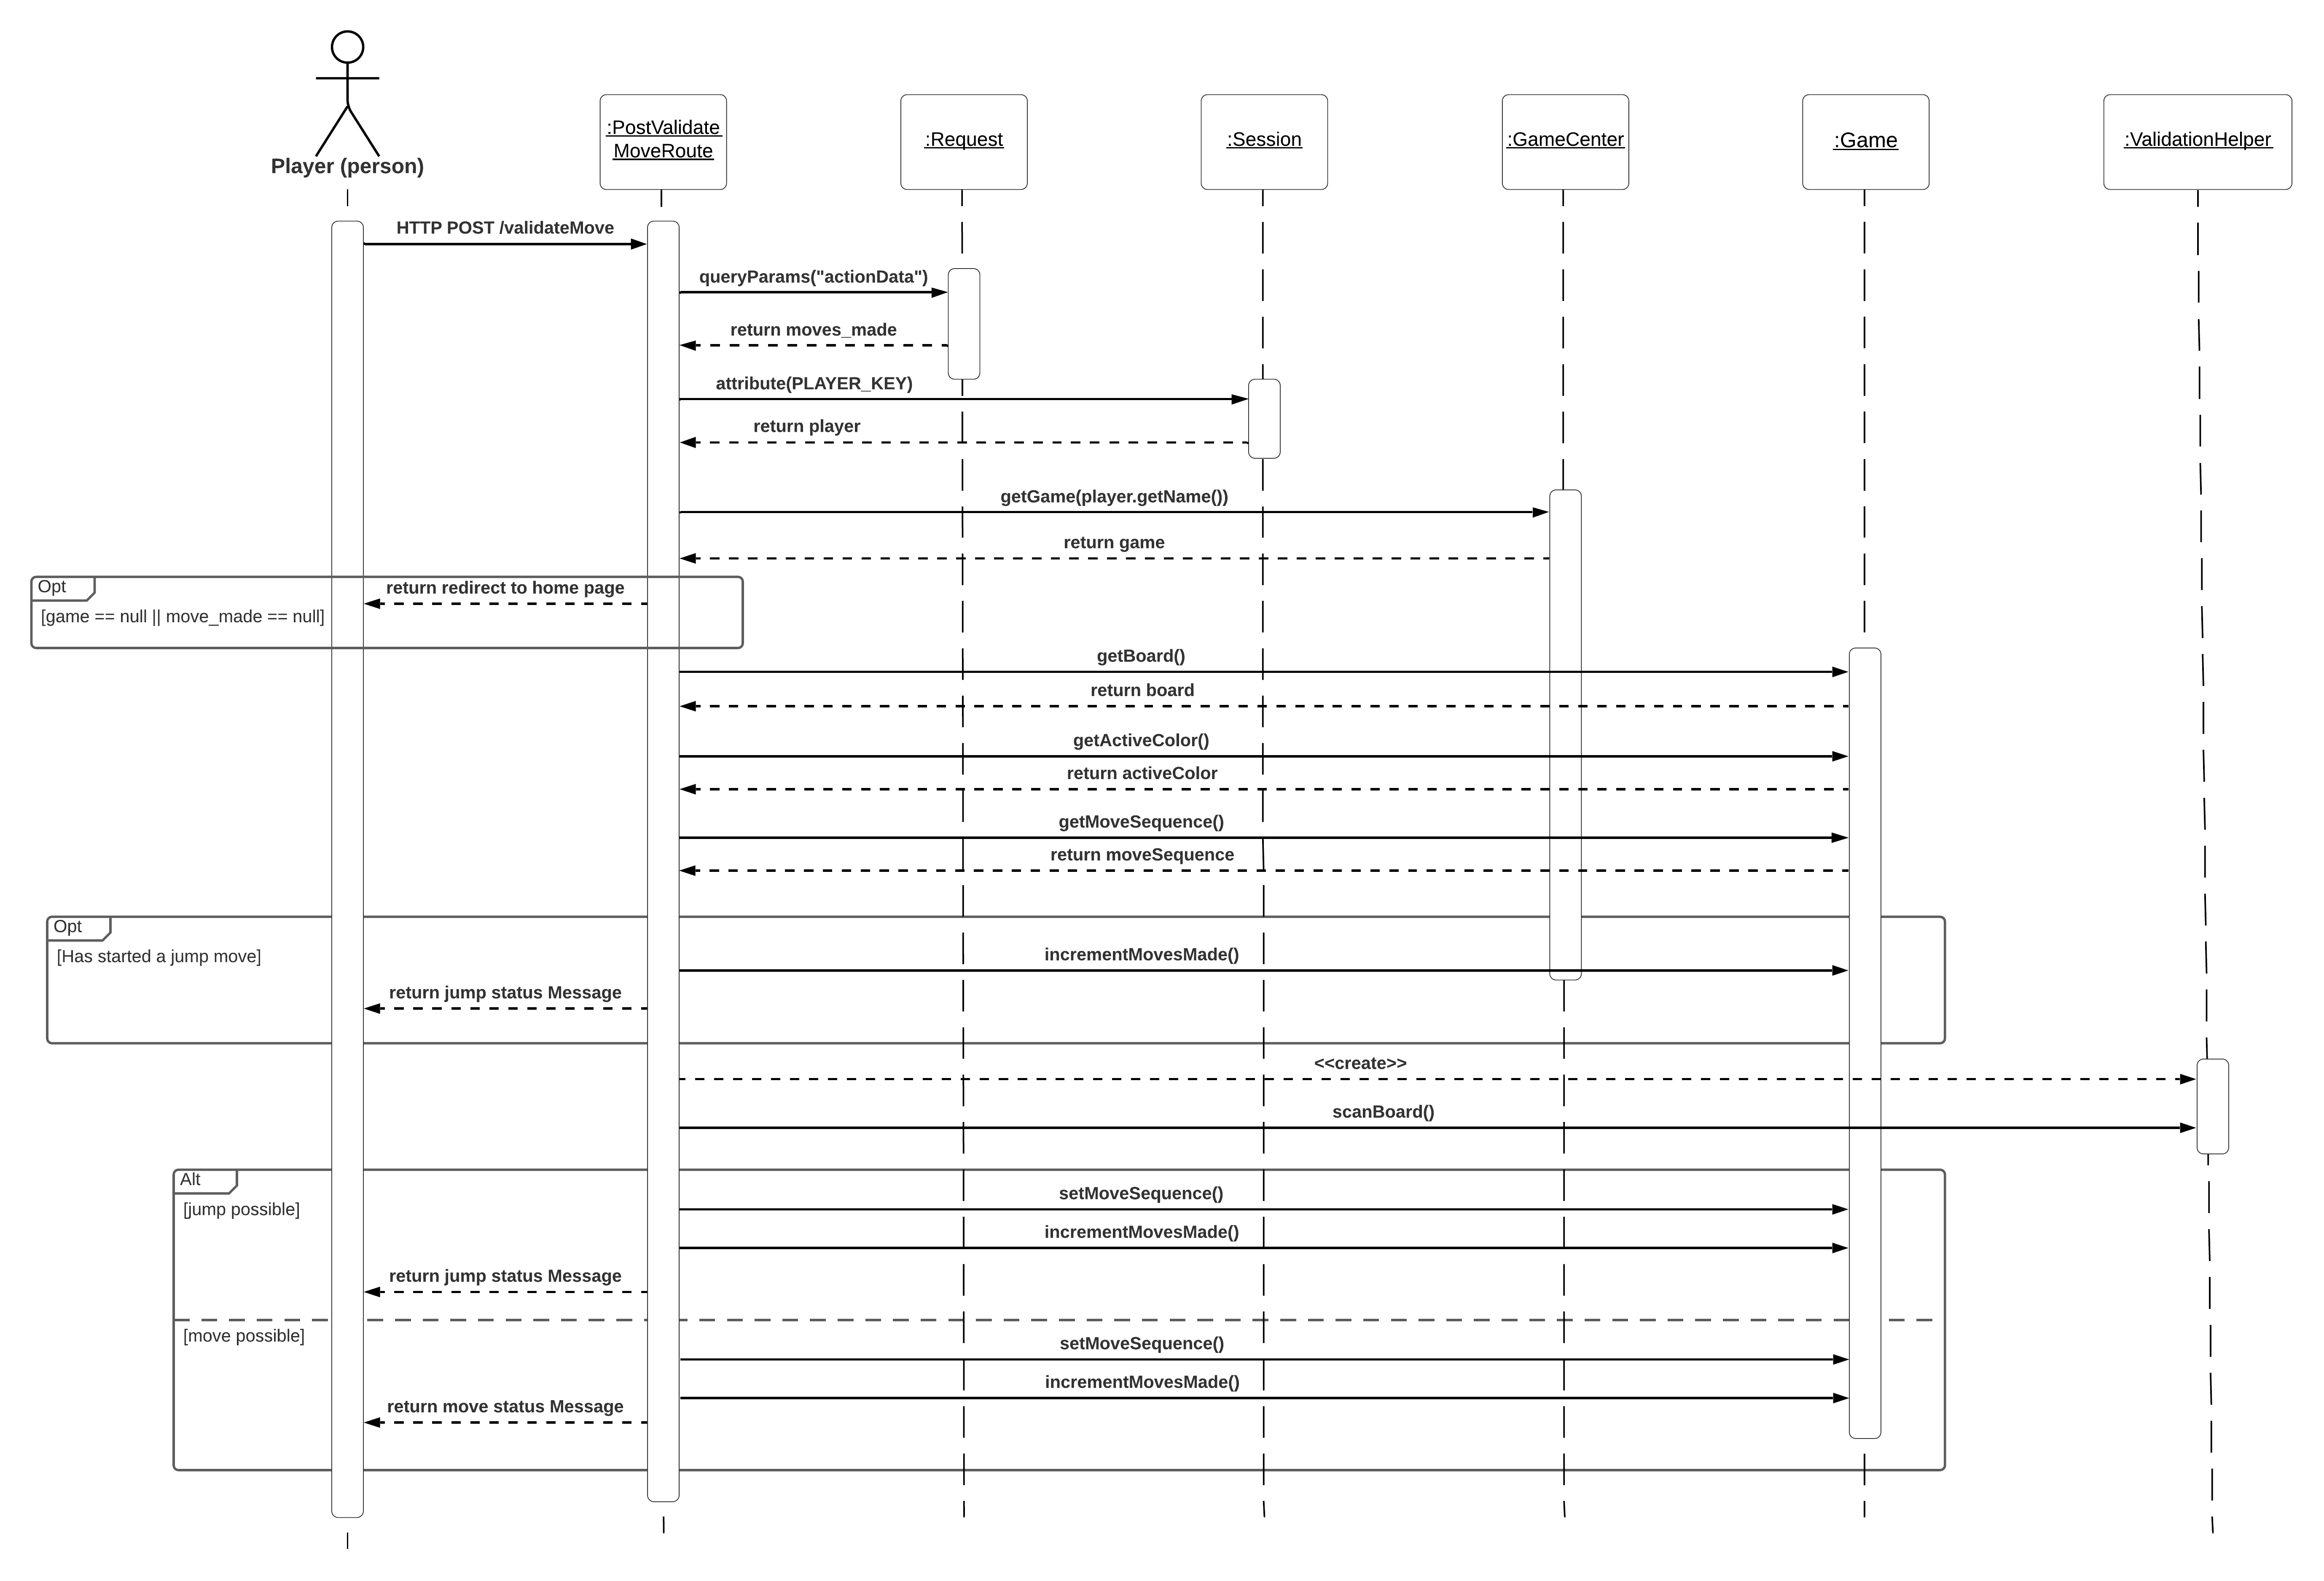 Player (person)
:PostValidate
MoveRoute
:Request
:Session
:GameCenter
:Game
:ValidationHelper
HTTP POST /validateMove
queryParams("actionData")
return moves_made
attribute(PLAYER_KEY)
return player
getGame(player.getName())
return game
Opt
return redirect to home page
[game == null || move_made == null]
getBoard()
return board
getActiveColor()
return activeColor
getMoveSequence()
return moveSequence
Opt
[Has started a jump move]
incrementMovesMade()
return jump status Message
<<create>>
scanBoard()
Alt
[jump possible]
setMoveSequence()
incrementMovesMade()
return jump status Message
[move possible]
setMoveSequence()
incrementMovesMade()
return move status Message